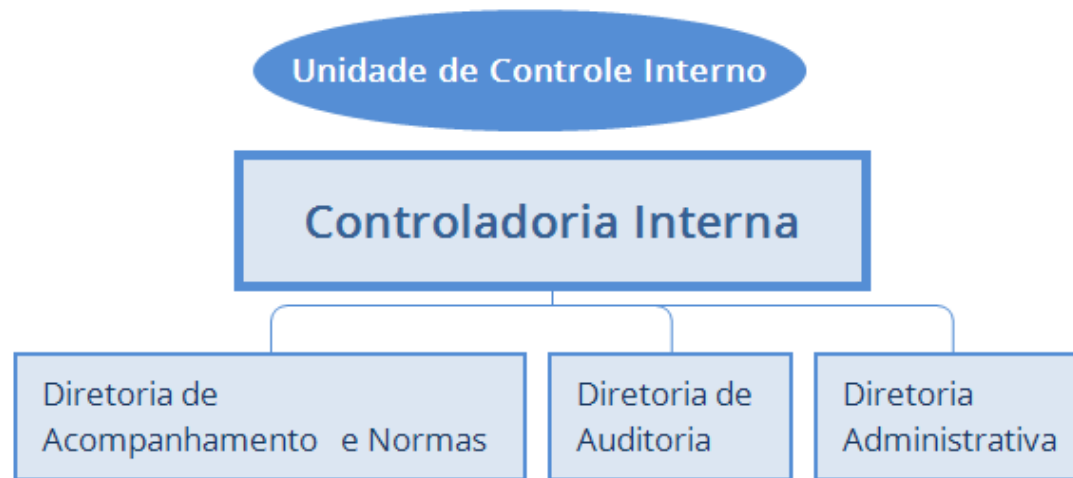 Unidade de Controle Interno
Controladoria Interna
Diretoria de
Acompanhamento e Normas
Diretoria de
Auditoria
Diretoria
Administrativa